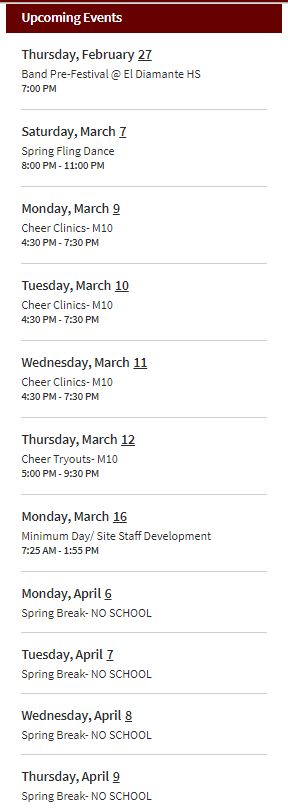 Upcoming Events
Thursday, February 27
Band Pre-Festival @ El Diamante HS
7:00 PM
Saturday, March 7
Spring Fling Dance
8:00 PM - 11:00 PM
Monday, March 9
Cheer Clinics- M10
4:30 PM - 7:30 PM
Tuesday, March 10
Cheer Clinics- M10
4:30 PM - 7:30 PM
Wednesday, March 11
Cheer Clinics- M10
4:30 PM - 7:30 PM
Thursday, March 12
Cheer Tryouts- M10
5:00 PM - 9:30 PM
Monday, March 16
Minimum Day/ Site Staff Development
7:25 AM - 1:55 PM
Monday, April 6
Spring Break- NO SCHOOL
Tuesday, April 7
Spring Break- NO SCHOOL
Wednesday, April 8
Spring Break- NO SCHOOL
Thursday, April 9
Spring Break- NO SCHOOL